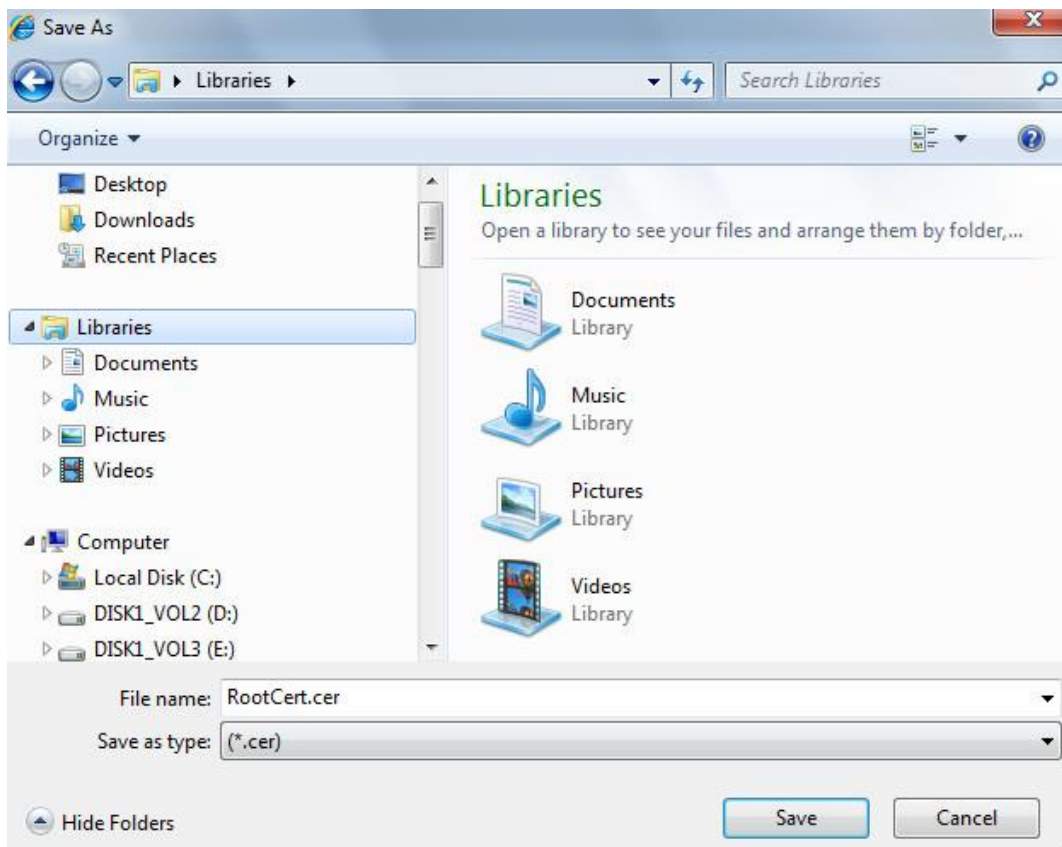 Save As
Libraries
Search Libraries
Organize
Desktop
Downloads
Recent Places
Libraries
Documents
Music
Pictures
Videos
Computer
Local Disk (C:)
DISK1_VOL2 (D:)
DISK1_VOL3 (E:)
Libraries
Open a library to see your files and arrange them by folder,...
Documents
Library
Music
Library
Pictures
Library
Videos
Library
File name: RootCert.cer
Save as type: (*.cer)
Hide Folders
Save
Cancel